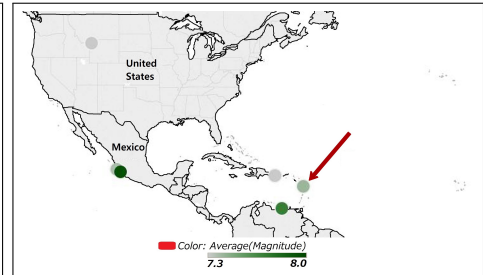 United
States
Mexico
Color: Average(Magnitude)
7.3 8.0